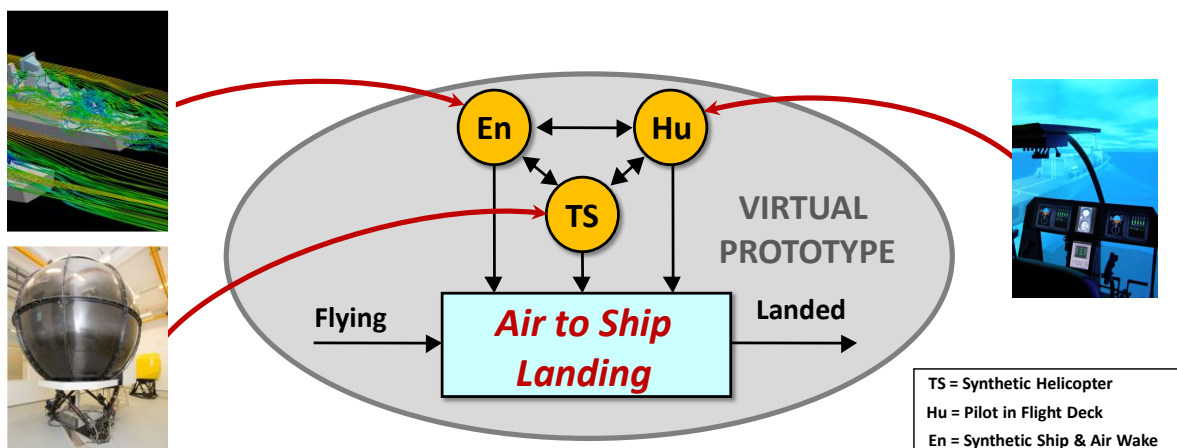 En
Hu
TS
VIRTUAL
PROTOTYPE
Flying
Air to Ship
Landing
Landed
TS = Synthetic Helicopter
Hu = Pilot in Flight Deck
En = Synthetic Ship & Air Wake